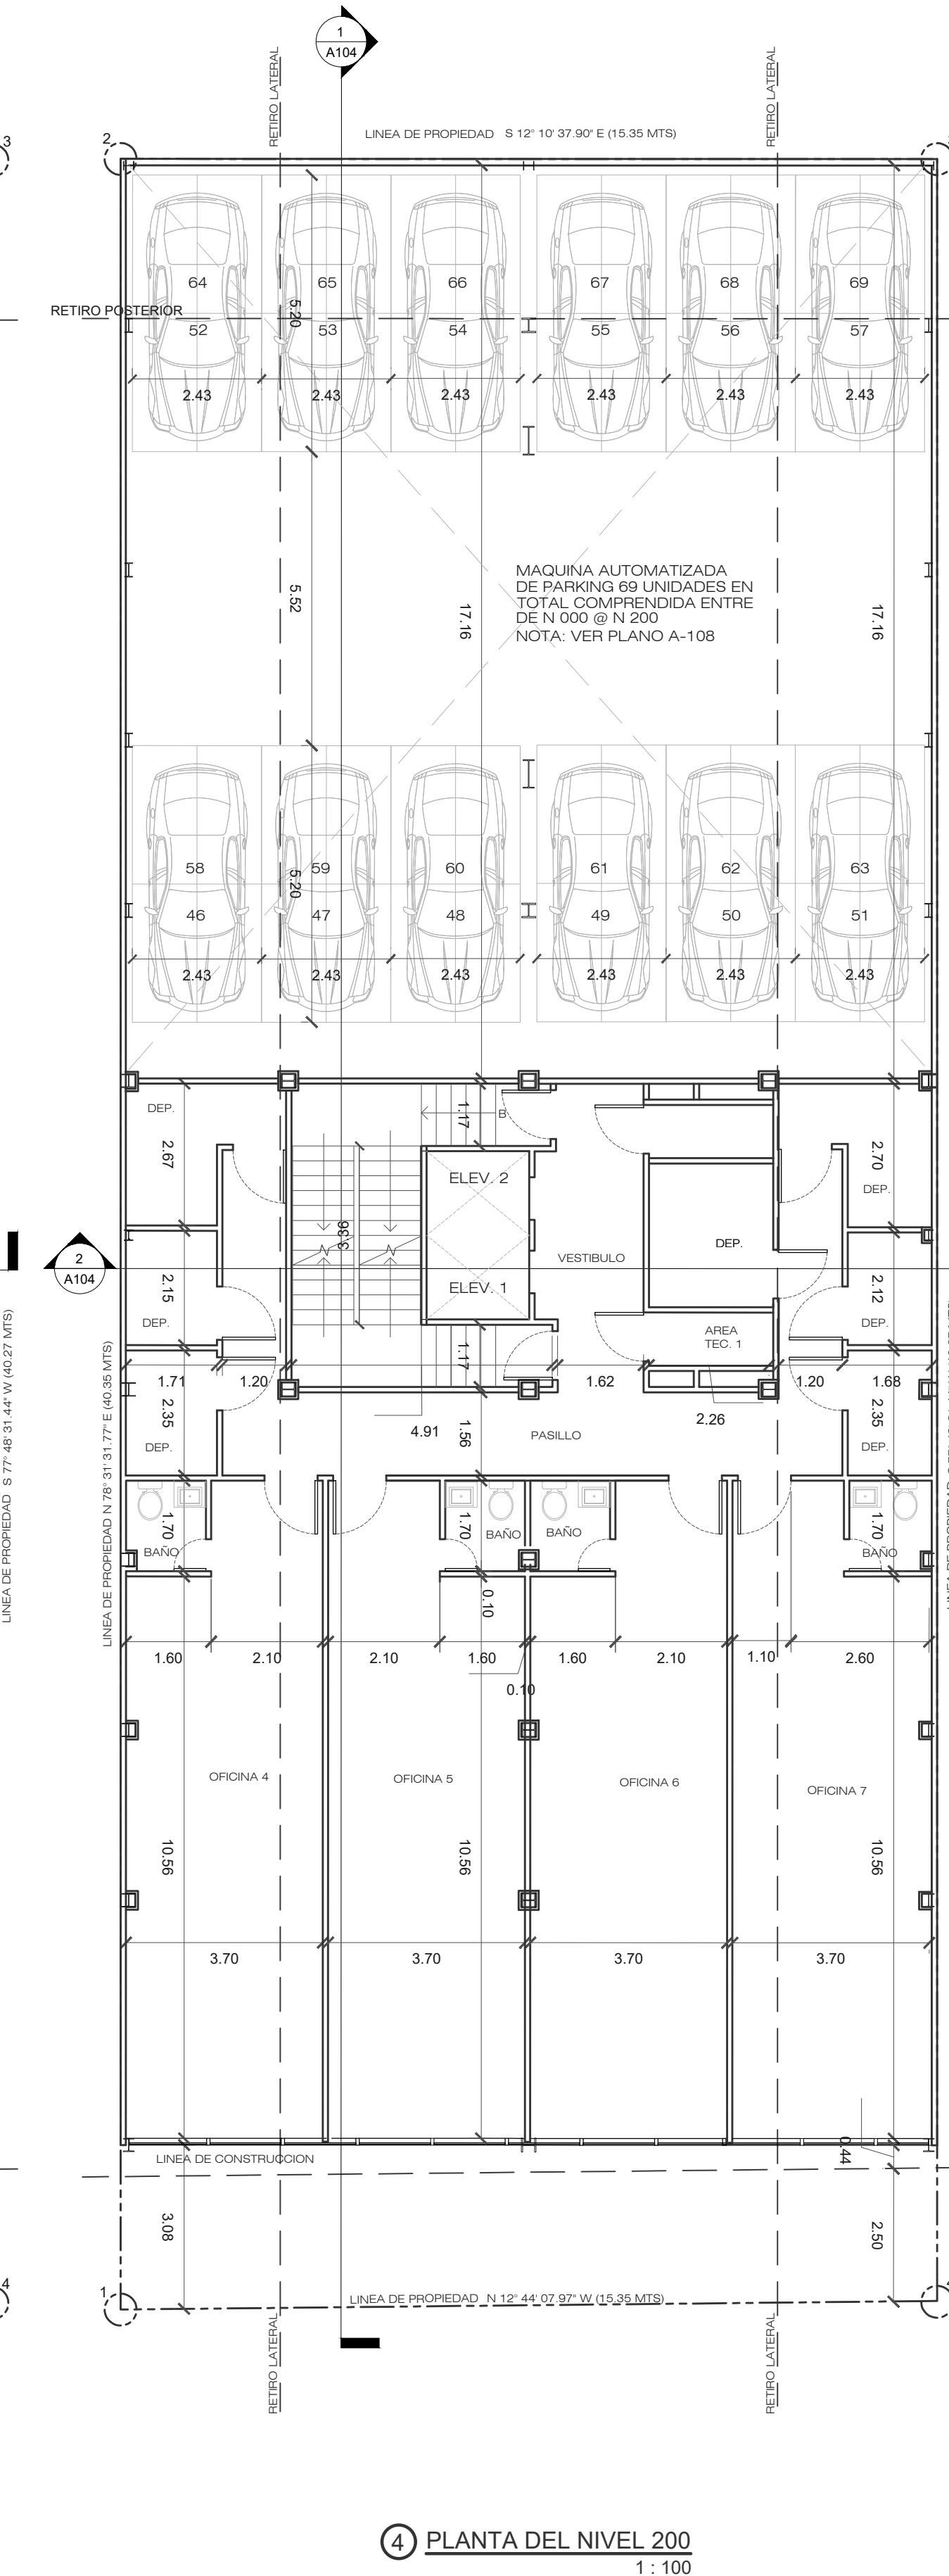 1
A104
RETIRO LATERAL
RETIRO LATERAL
LINEA DE PROPIEDAD S 12° 10' 37.90" E (15.35 MTS)
3
2
64
65
66
67
68
69
RETIRO POSTERIOR
5.20
52
53
54
55
56
57
2.43
2.43
2.43
2.43
2.43
2.43
MAQUINA AUTOMATIZADA
DE PARKING 69 UNIDADES EN
TOTAL COMPRENDIDA ENTRE
DE N 000 @ N 200
NOTA: VER PLANO A-108
5.52
17.16
17.16
58
59
60
61
62
63
5.20
46
47
48
49
50
51
2.43
2.43
2.43
2.43
2.43
2.43
DEP.
1.17
B
2.67
2.70
ELEV. 2
DEP.
3.36
DEP.
VESTIBULO
2
A104
ELEV. 1
2.15
2.12
DEP.
DEP.
AREA
TEC. 1
1.17
1.71
1.20
1.62
1.20
1.68
2.35
2.35
4.91
1.56
2.26
PASILLO
DEP.
DEP.
LINEA DE PROPIEDAD S 77° 48' 31.44" W (40.27 MTS)
LINEA DE PROPIEDAD N 78° 31' 31.77" E (40.35 MTS)
1.70
1.70
1.70
BAÑO
BAÑO
BAÑO
BAÑO
0.10
1.60
2.10
2.10
1.60
1.60
2.10
1.10
2.60
0.10
OFICINA 4
OFICINA 5
OFICINA 6
OFICINA 7
10.56
10.56
10.56
3.70
3.70
3.70
3.70
LINEA DE CONSTRUCCION
0.44
3.08
2.50
4
1
LINEA DE PROPIEDAD N 12° 44' 07.97" W (15.35 MTS)
RETIRO LATERAL
RETIRO LATERAL
4 PLANTA DEL NIVEL 200
1 : 100